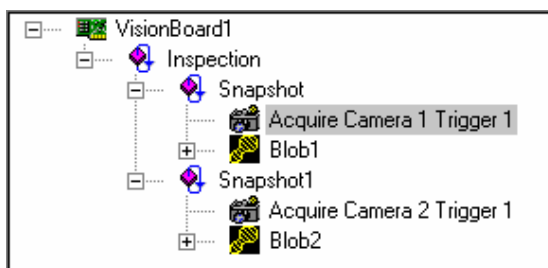 VisionBoard1
Inspection
Snapshot
Acquire Camera 1 Trigger 1
Blob1
Snapshot1
Acquire Camera 2 Trigger 1
Blob2